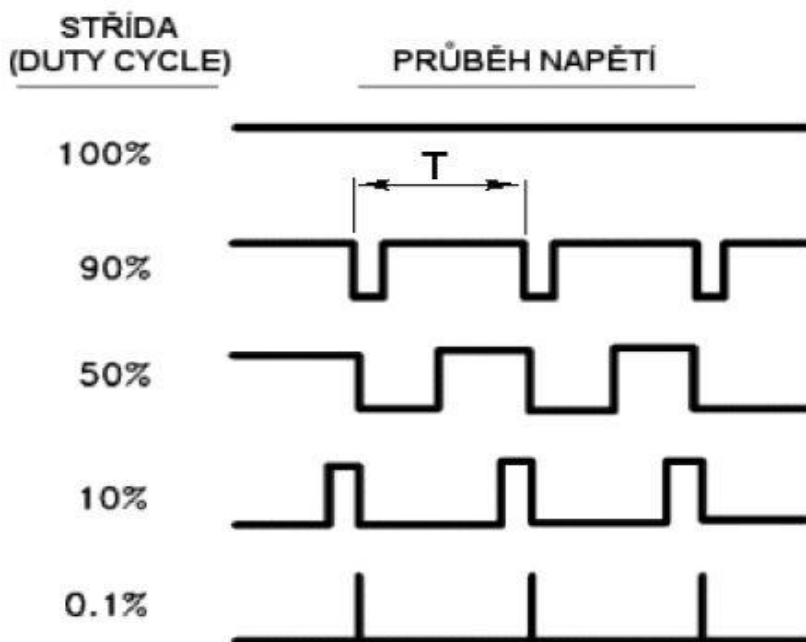 STŘÍDA
(DUTY CYCLE)
PRŮBĚH NAPĚTÍ
100%
T
90%
50%
10%
0.1%